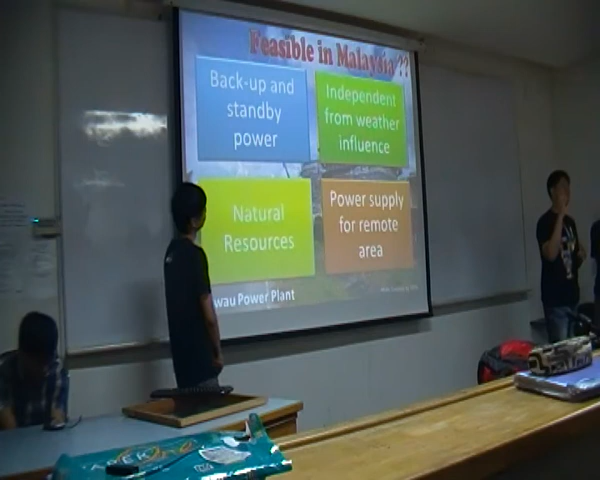 Feasible in Malaysia ??
Back-up and
standby
power
Independent
from weather
influence
Natural
Resources
Power supply
for remote
area
wau Power Plant